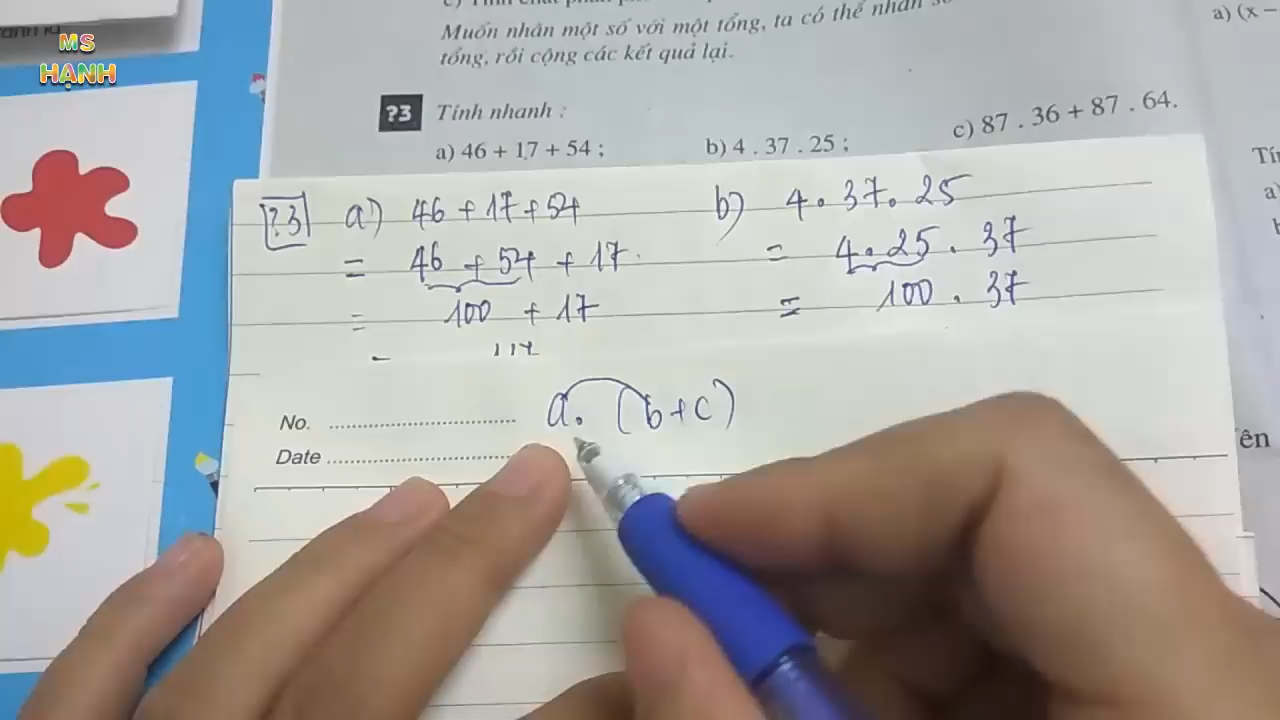 MS
HẠNH
Muốn nhân một số với một tổng, ta có thể nhân
tổng, rồi cộng các kết quả lại.
?3 Tính nhanh :
a) 46 + 17 + 54 ; b) 4 . 37 . 25 ; c) 87 . 36 + 87 . 64.
a) (x –
a)
ên
?3 a) 46 + 17 + 54 b) 4 . 37 . 25
= 46 + 54 + 17 = 4 . 25 . 37
= 100 + 17 = 100 . 37
117
a . (b + c)
No.
Date